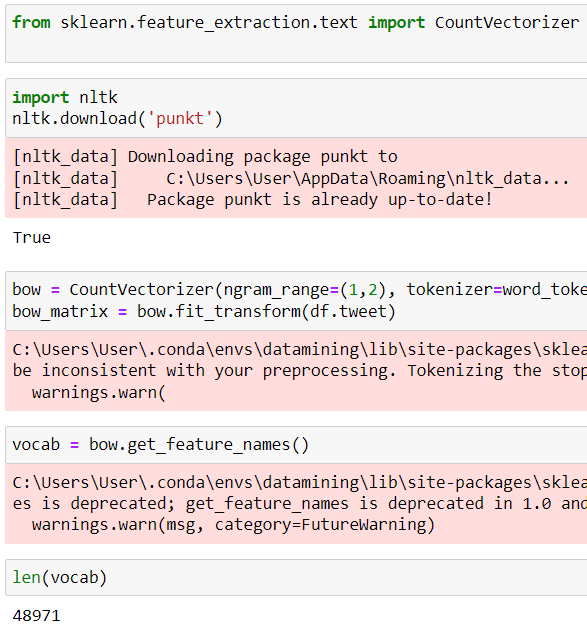 from sklearn.feature_extraction.text import CountVectorizer
import nltk
nltk.download('punkt')
[nltk_data] Downloading package punkt to
[nltk_data]     C:\Users\User\AppData\Roaming\nltk_data...
[nltk_data]   Package punkt is already up-to-date!
True
bow = CountVectorizer(ngram_range=(1,2), tokenizer=word_toke
bow_matrix = bow.fit_transform(df.tweet)
C:\Users\User\.conda\envs\datamining\lib\site-packages\sklea
be inconsistent with your preprocessing. Tokenizing the stop
  warnings.warn(
vocab = bow.get_feature_names()
C:\Users\User\.conda\envs\datamining\lib\site-packages\sklea
es is deprecated; get_feature_names is deprecated in 1.0 and
  warnings.warn(msg, category=FutureWarning)
len(vocab)
48971